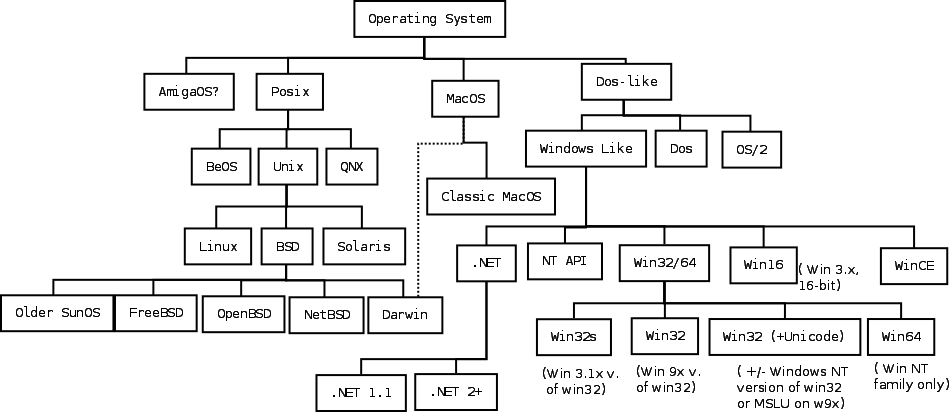 Operating System
AmigaOS?
Posix
MacOS
Dos-like
BeOS
Unix
QNX
Windows Like
Dos
OS/2
Classic MacOS
Linux
BSD
Solaris
.NET
NT API
Win32/64
Win16
( Win 3.x,
16-bit)
WinCE
Older SunOS
FreeBSD
OpenBSD
NetBSD
Darwin
Win32s
(Win 3.1x v.
of win32)
Win32
(Win 9x v.
of win32)
Win32 (+Unicode)
( +/- Windows NT
version of win32
or MSLU on w9x)
Win64
( Win NT
family only)
.NET 1.1
.NET 2+